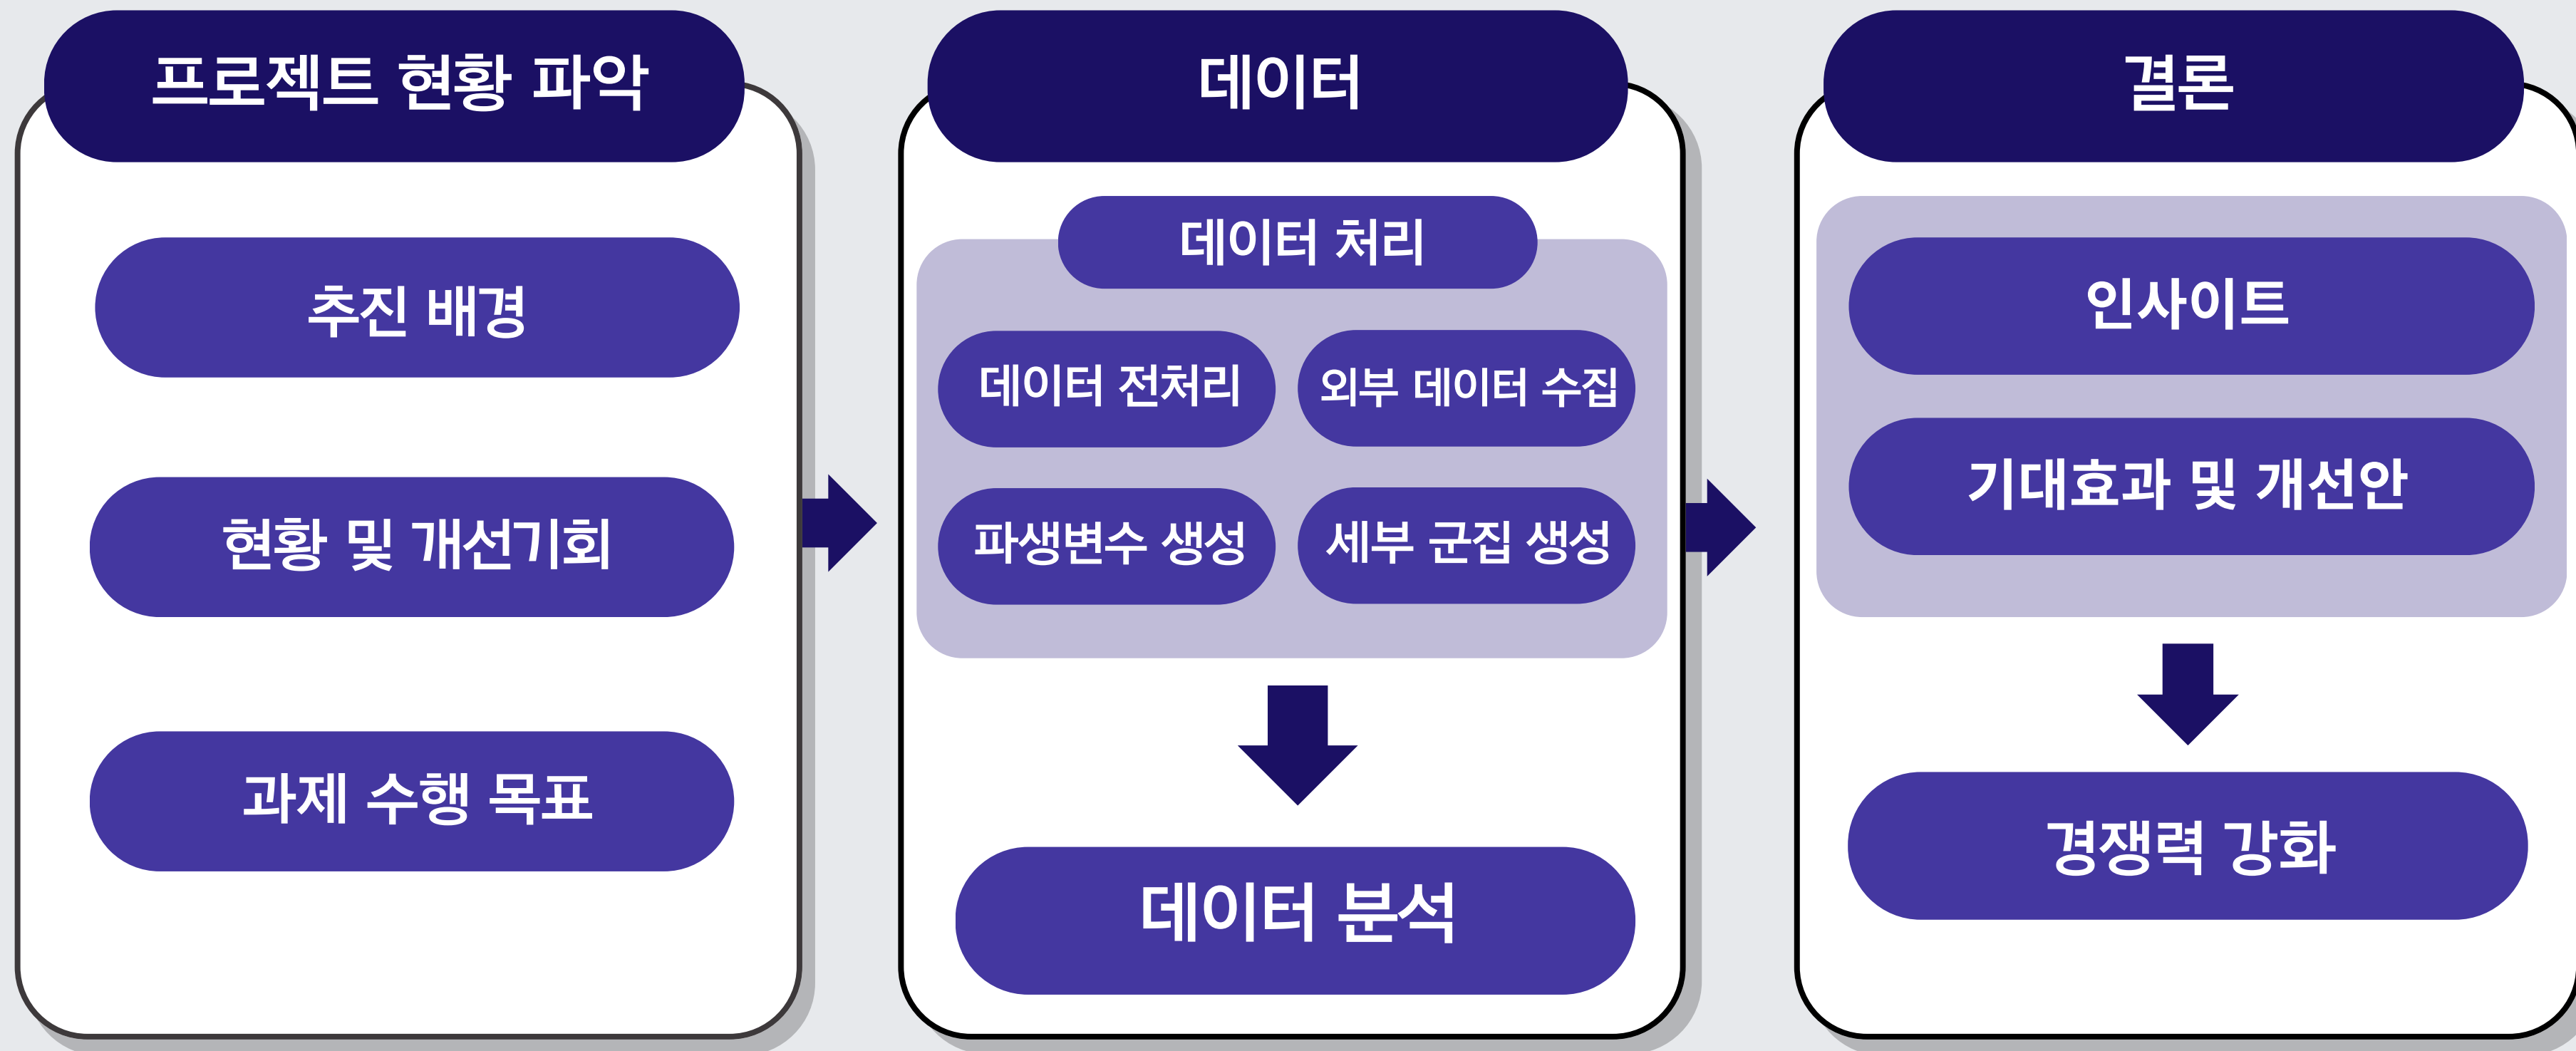 프로젝트 현황 파악
추진 배경
현황 및 개선기회
과제 수행 목표
데이터
데이터 처리
데이터 전처리
외부 데이터 수집
파생변수 생성
세부 군집 생성
데이터 분석
결론
인사이트
기대효과 및 개선안
경쟁력 강화